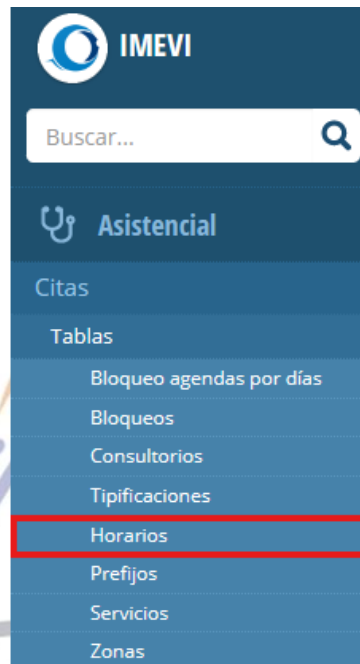 IMEVI
Buscar...
Asistencial
Citas
Tablas
Bloqueo agendas por días
Bloqueos
Consultorios
Tipificaciones
Horarios
Prefijos
Servicios
Zonas